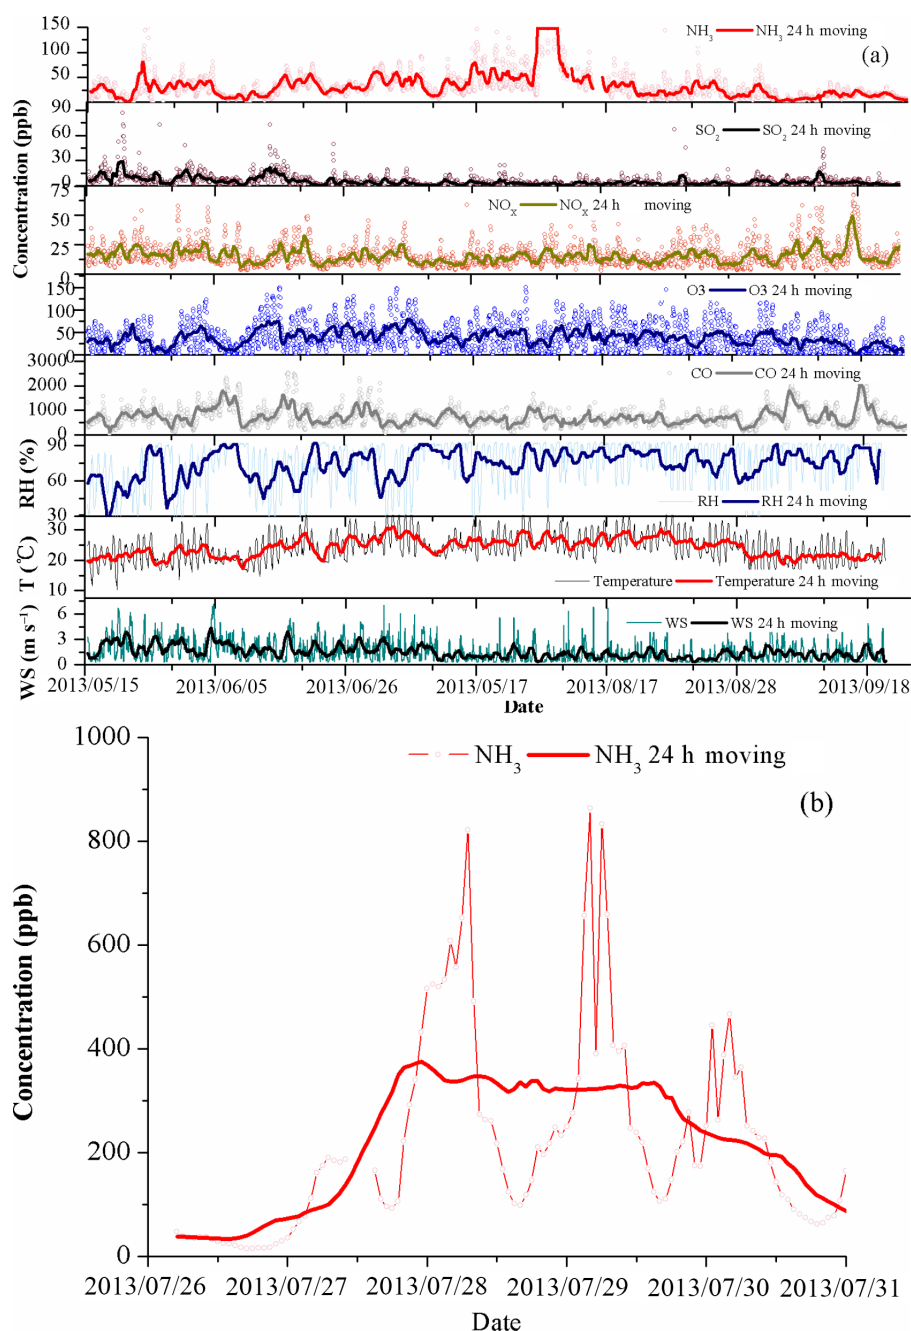 150
100
50
NH₃ NH₃ 24 h moving
(a)
90
60
30
0
SO₂ SO₂ 24 h moving
75
50
25
0
NOₓ NOₓ 24 h moving
Concentration (ppb)
150
100
50
0
O3 O3 24 h moving
3000
2000
1000
0
CO CO 24 h moving
90
60
30
RH (%)
RH RH 24 h moving
30
20
10
T (℃)
Temperature Temperature 24 h moving
6
3
0
WS (m s⁻¹)
WS WS 24 h moving
2013/05/15 2013/06/05 2013/06/26 2013/05/17 2013/08/17 2013/08/28 2013/09/18
Date
1000
800
600
400
200
0
NH₃ NH₃ 24 h moving
(b)
Concentration (ppb)
2013/07/26 2013/07/27 2013/07/28 2013/07/29 2013/07/30 2013/07/31
Date